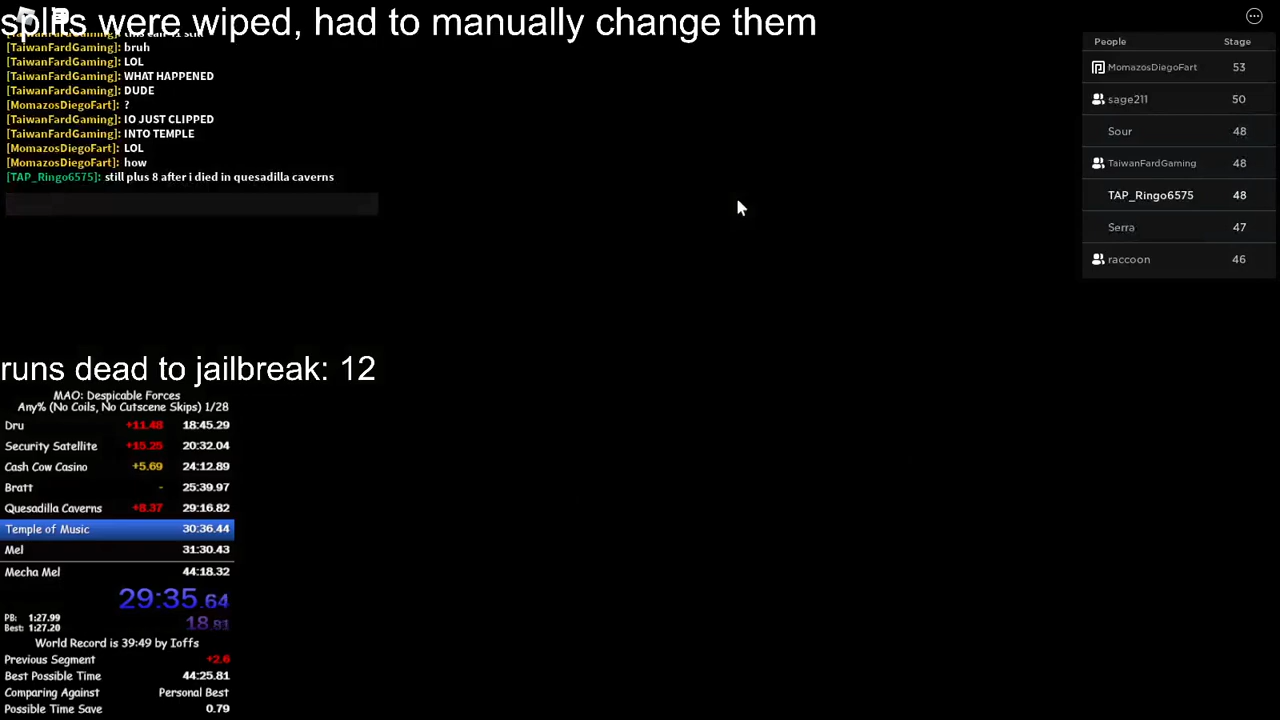 splits were wiped, had to manually change them
[TaiwanFardGaming]: bruh
[TaiwanFardGaming]: LOL
[TaiwanFardGaming]: WHAT HAPPENED
[TaiwanFardGaming]: DUDE
[MomazosDiegoFart]: ?
[TaiwanFardGaming]: IO JUST CLIPPED
[TaiwanFardGaming]: INTO TEMPLE
[MomazosDiegoFart]: LOL
[MomazosDiegoFart]: how
[TAP_Ringo6575]: still plus 8 after i died in quesadilla caverns
People Stage
MomazosDiegoFart 53
sage211 50
Sour 48
TaiwanFardGaming 48
TAP_Ringo6575 48
Serra 47
raccoon 46
runs dead to jailbreak: 12
MAO: Despicable Forces
Any% (No Coils, No Cutscene Skips) 1/28
Dru +11.48 18:45.29
Security Satellite +15.25 20:32.04
Cash Cow Casino +5.69 24:12.89
Bratt - 25:39.97
Quesadilla Caverns +8.37 29:16.82
Temple of Music 30:36.44
Mel 31:30.43
Mecha Mel 44:18.32
29:35.64
PB: 1:27.99
Best: 1:27.20
18.81
World Record is 39:49 by Ioffs
Previous Segment +2.6
Best Possible Time 44:25.81
Comparing Against Personal Best
Possible Time Save 0.79